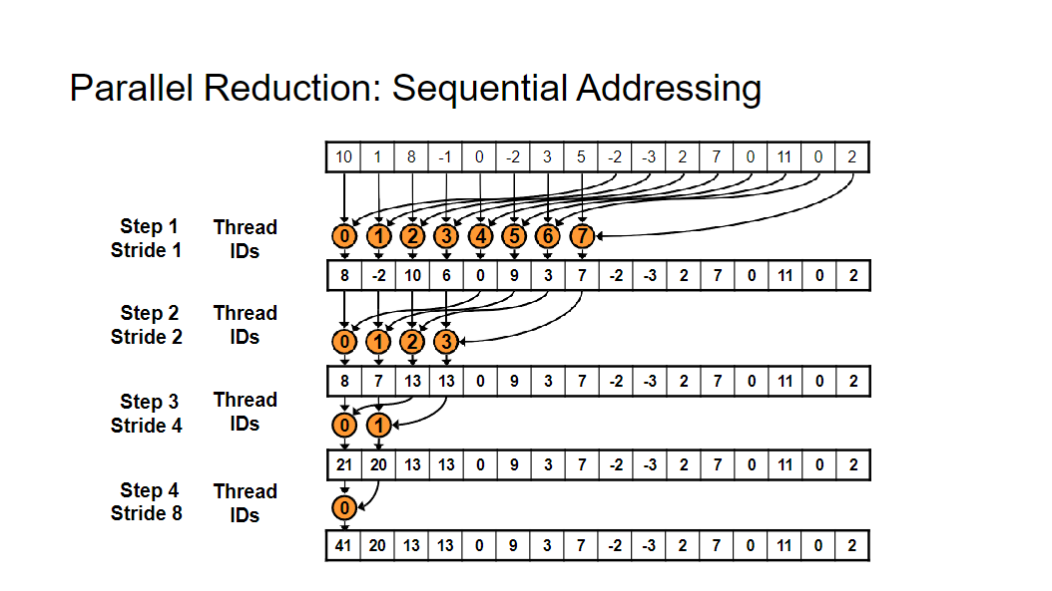 Parallel Reduction: Sequential Addressing
10 1 8 -1 0 -2 3 5 -2 -3 2 7 0 11 0 2
Step 1 Thread
Stride 1 IDs
0 1 2 3 4 5 6 7
8 -2 10 6 0 9 3 7 -2 -3 2 7 0 11 0 2
Step 2 Thread
Stride 2 IDs
0 1 2 3
8 7 13 13 0 9 3 7 -2 -3 2 7 0 11 0 2
Step 3 Thread
Stride 4 IDs
0 1
21 20 13 13 0 9 3 7 -2 -3 2 7 0 11 0 2
Step 4 Thread
Stride 8 IDs
0
41 20 13 13 0 9 3 7 -2 -3 2 7 0 11 0 2